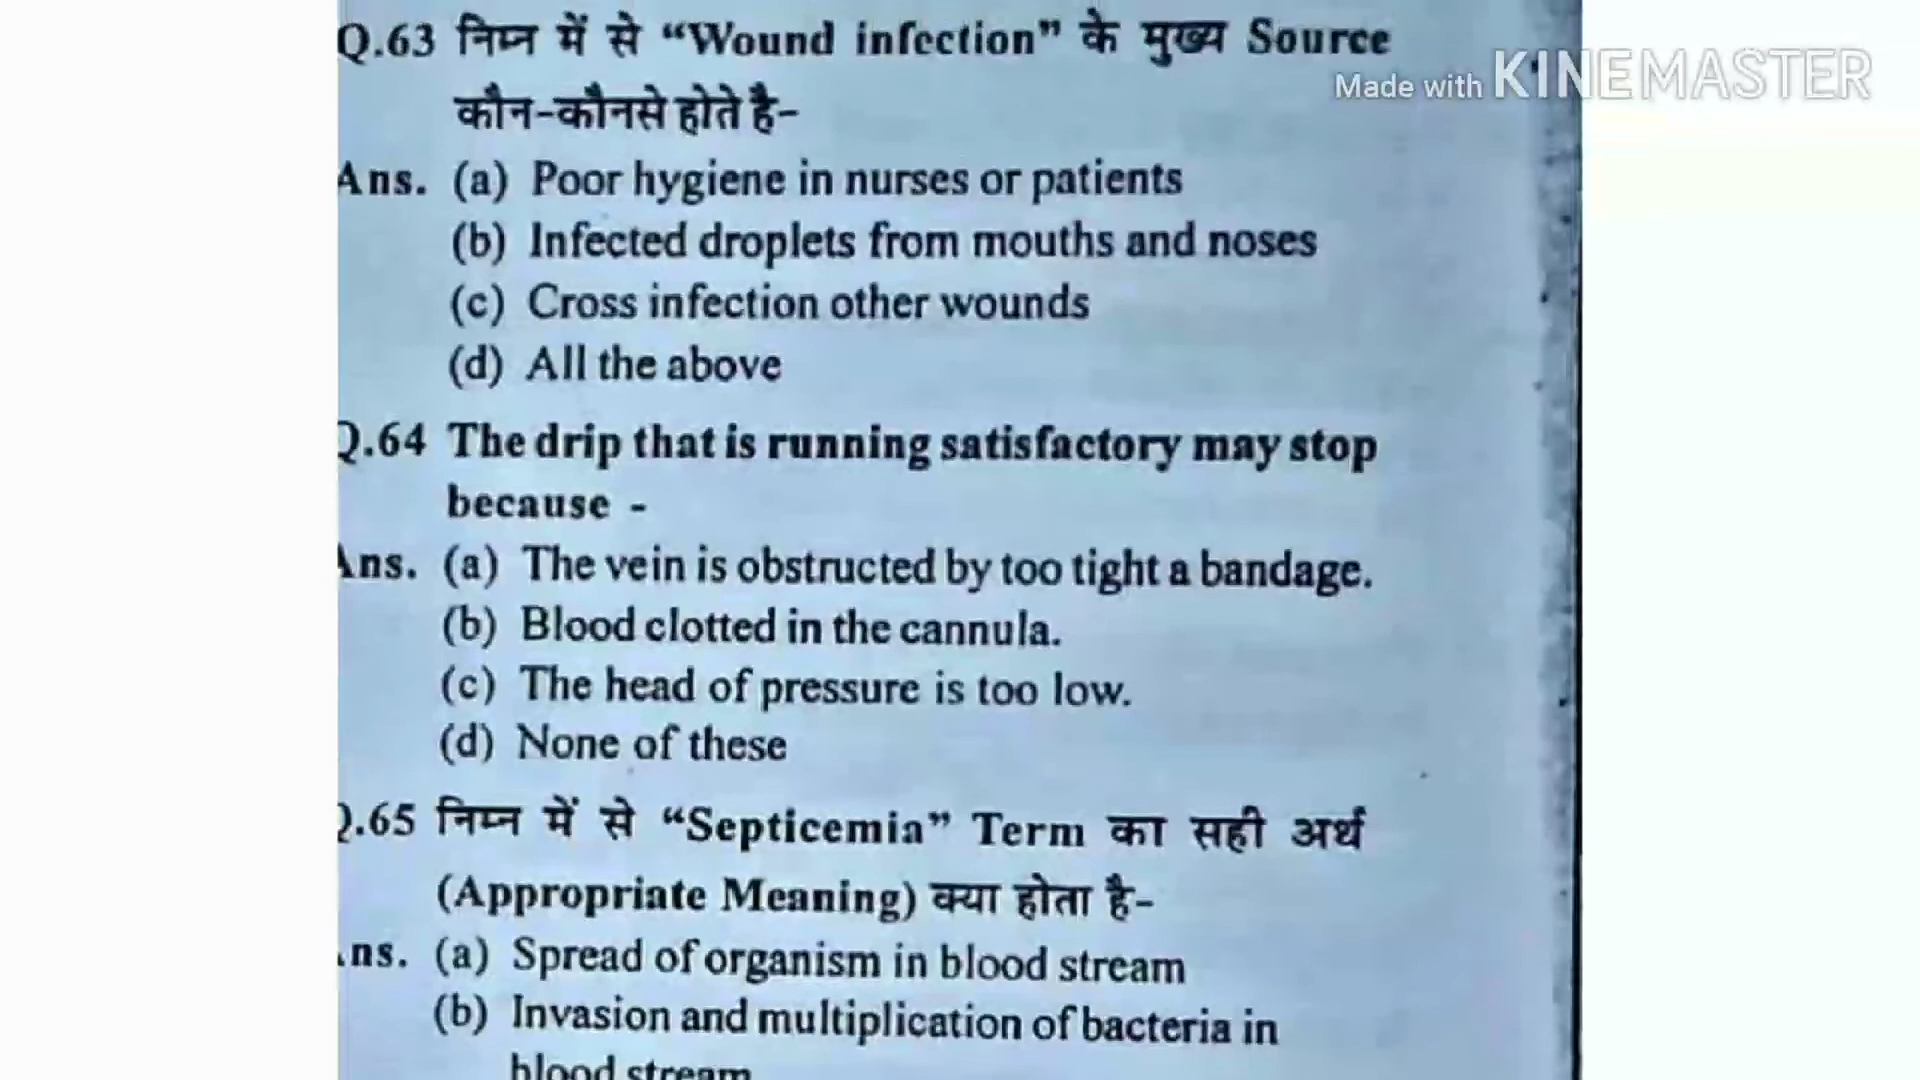 Q.63 निम्न में से “Wound infection” के मुख्य Source
Made with KINEMASTER
कौन-कौनसे होते है-
Ans. (a) Poor hygiene in nurses or patients
(b) Infected droplets from mouths and noses
(c) Cross infection other wounds
(d) All the above
Q.64 The drip that is running satisfactory may stop
because -
Ans. (a) The vein is obstructed by too tight a bandage.
(b) Blood clotted in the cannula.
(c) The head of pressure is too low.
(d) None of these
Q.65 निम्न में से “Septicemia” Term का सही अर्थ
(Appropriate Meaning) क्या होता है-
Ans. (a) Spread of organism in blood stream
(b) Invasion and multiplication of bacteria in
blood stream